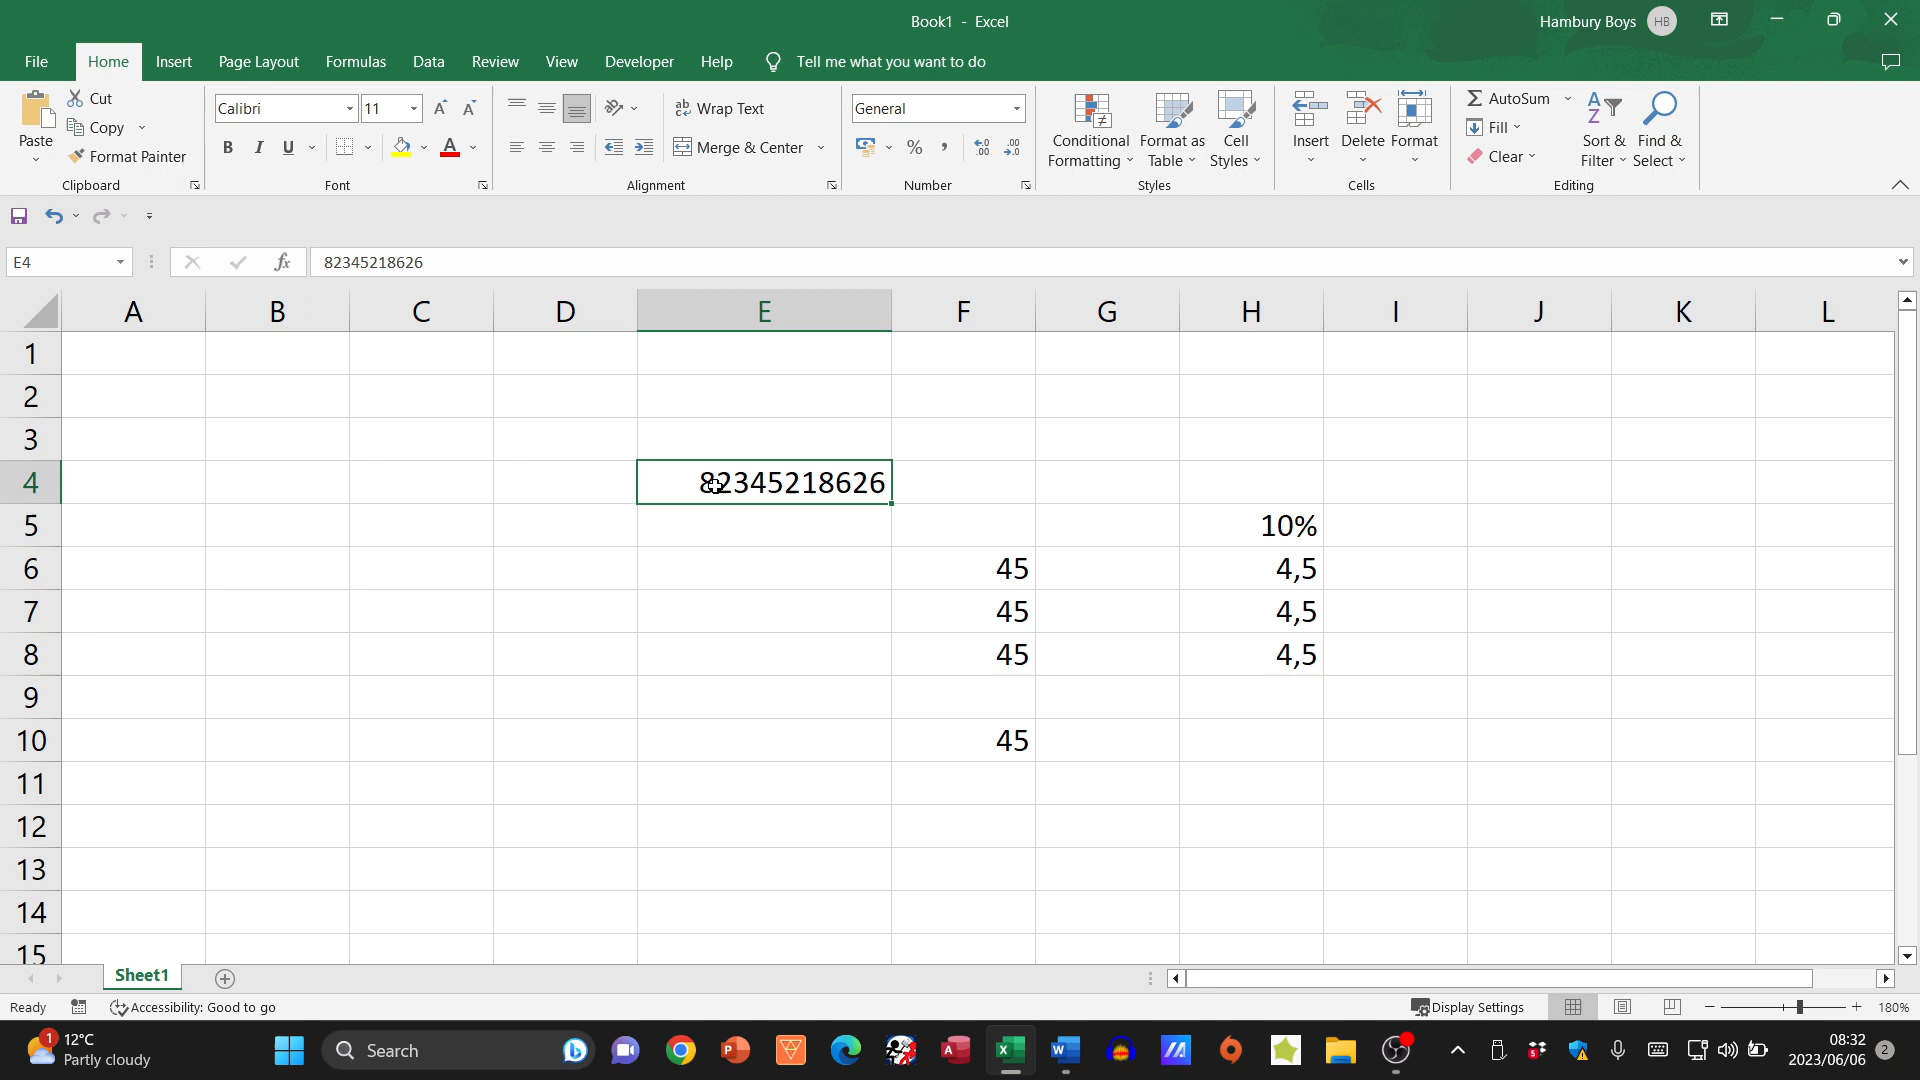 Book1 - Excel
Hambury Boys
HB
File
Home
Insert
Page Layout
Formulas
Data
Review
View
Developer
Help
Tell me what you want to do
Paste
Cut
Copy
Format Painter
Clipboard
Calibri
11
B I U
Font
Wrap Text
Merge & Center
Alignment
General
%
Number
Conditional
Formatting
Format as
Table
Cell
Styles
Styles
Insert
Delete
Format
Cells
AutoSum
Fill
Clear
Sort &
Filter
Find &
Select
Editing
E4
fx
82345218626
A B C D E F G H I J K L
1
2
3
4 82345218626
5 10%
6 45 4,5
7 45 4,5
8 45 4,5
9
10 45
11
12
13
14
15
Sheet1
Ready
Accessibility: Good to go
Display Settings
180%
1
12°C
Partly cloudy
Search
08:32
2023/06/06
2